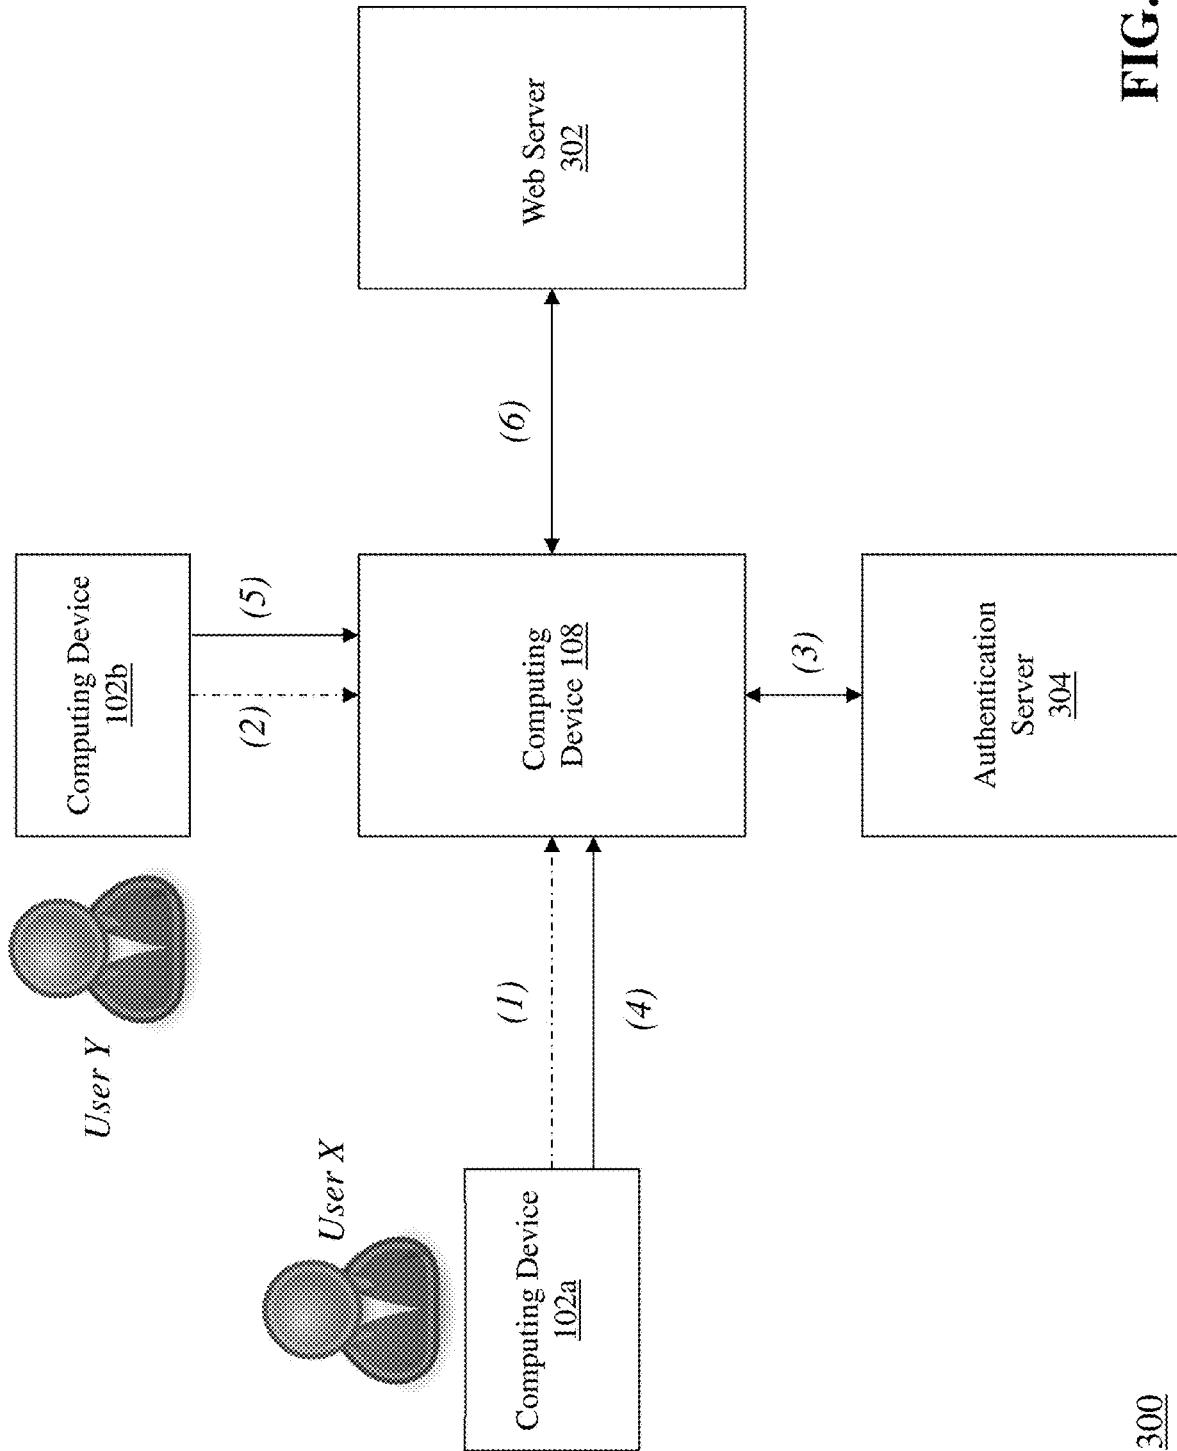 User Y
Computing Device
102b
(2)
(5)
User X
Computing Device
102a
(1)
(4)
Computing
Device 108
(6)
Web Server
302
(3)
Authentication
Server
304
300
FIG.